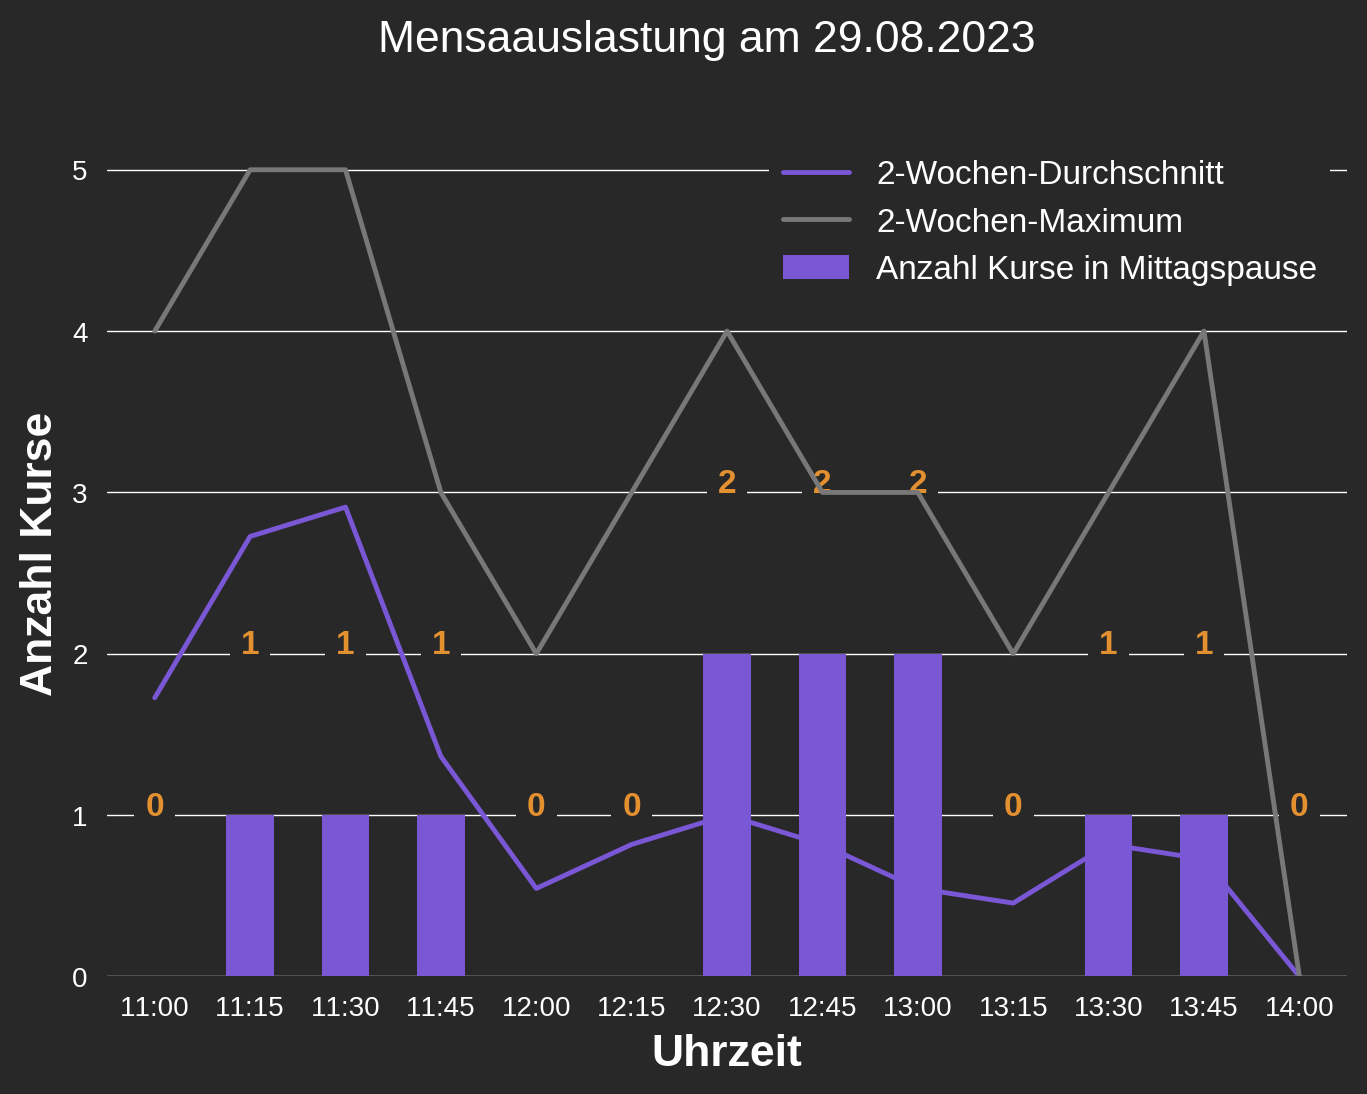 Mensaauslastung am 29.08.2023
2-Wochen-Durchschnitt
2-Wochen-Maximum
Anzahl Kurse in Mittagspause
Anzahl Kurse
5
4
3
2
1
0
2 2 2
1 1 1 1 1
0 0 0 0 0
11:00 11:15 11:30 11:45 12:00 12:15 12:30 12:45 13:00 13:15 13:30 13:45 14:00
Uhrzeit